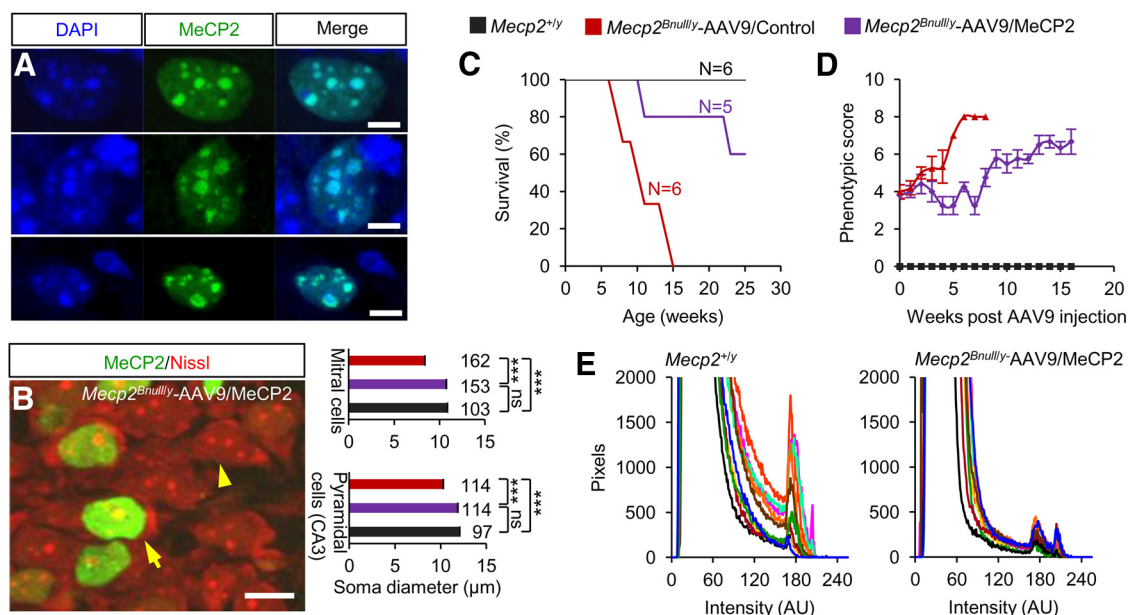 Mecp2+/y Mecp2Bnull/y-AAV9/Control Mecp2Bnull/y-AAV9/MeCP2
DAPI MeCP2 Merge
A
C
N=6
N=5
N=6
100
80
60
40
20
0
Survival (%)
0 5 10 15 20 25 30
Age (weeks)
D
10
8
6
4
2
0
Phenotypic score
0 5 10 15 20
Weeks post AAV9 injection
MeCP2/Nissl
B Mecp2Bnull/y-AAV9/MeCP2
Mitral cells
162
153
103
***
ns
***
0 5 10 15
Pyramidal
cells (CA3)
114
114
97
***
ns
***
0 5 10 15
Soma diameter (µm)
E
Mecp2+/y
2000
1500
1000
500
0
Pixels
0 60 120 180 240
Intensity (AU)
Mecp2Bnull/y-AAV9/MeCP2
2000
1500
1000
500
0
0 60 120 180 240
Intensity (AU)